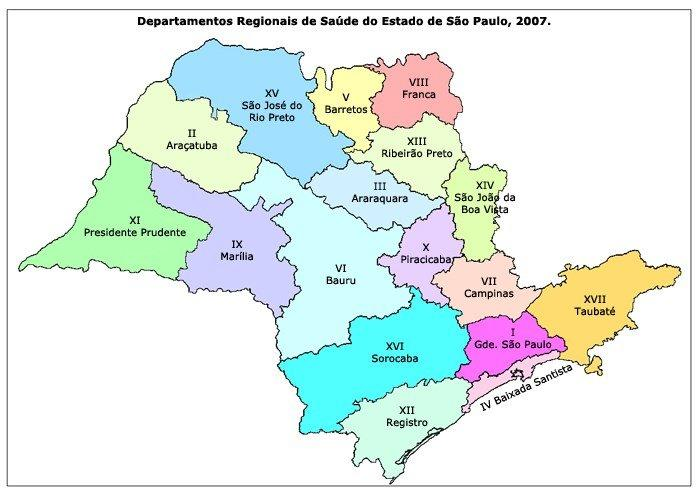 Departamentos Regionais de Saúde do Estado de São Paulo, 2007.
XV
São José do
Rio Preto
V
Barretos
VIII
Franca
II
Araçatuba
XIII
Ribeirão Preto
III
Araraquara
XIV
São João da
Boa Vista
XI
Presidente Prudente
IX
Marília
X
Piracicaba
VI
Bauru
VII
Campinas
XVII
Taubaté
I
Gde. São Paulo
XVI
Sorocaba
IV Baixada Santista
XII
Registro